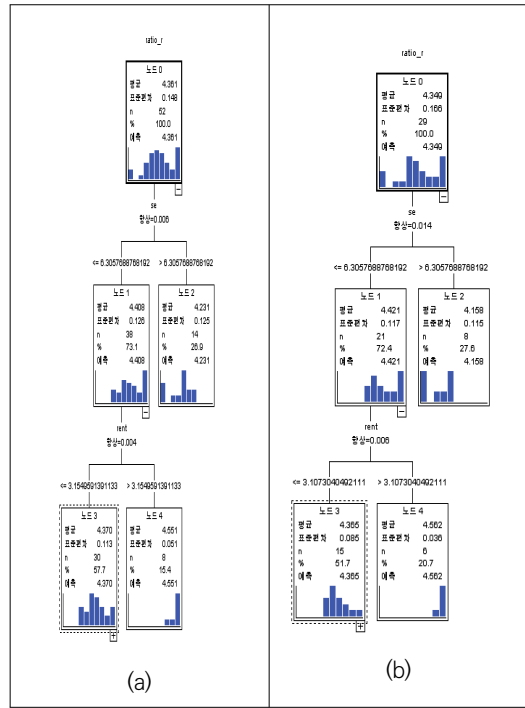 ratio_r
노드 0
평균 4.361
표준편차 0.148
n 52
% 100.0
예측 4.361
se
향상=0.006
<= 6.3057688768192
> 6.3057688768192
노드 1
평균 4.408
표준편차 0.126
n 38
% 73.1
예측 4.408
노드 2
평균 4.231
표준편차 0.125
n 14
% 26.9
예측 4.231
rent
향상=0.004
<= 3.1549591391133
> 3.1549591391133
노드 3
평균 4.370
표준편차 0.113
n 30
% 57.7
예측 4.370
노드 4
평균 4.551
표준편차 0.051
n 8
% 15.4
예측 4.551
(a)
ratio_r
노드 0
평균 4.349
표준편차 0.166
n 29
% 100.0
예측 4.349
se
향상=0.014
<= 6.3057688768192
> 6.3057688768192
노드 1
평균 4.421
표준편차 0.117
n 21
% 72.4
예측 4.421
노드 2
평균 4.158
표준편차 0.115
n 8
% 27.6
예측 4.158
rent
향상=0.006
<= 3.1073040492111
> 3.1073040492111
노드 3
평균 4.365
표준편차 0.085
n 15
% 51.7
예측 4.365
노드 4
평균 4.562
표준편차 0.036
n 6
% 20.7
예측 4.562
(b)